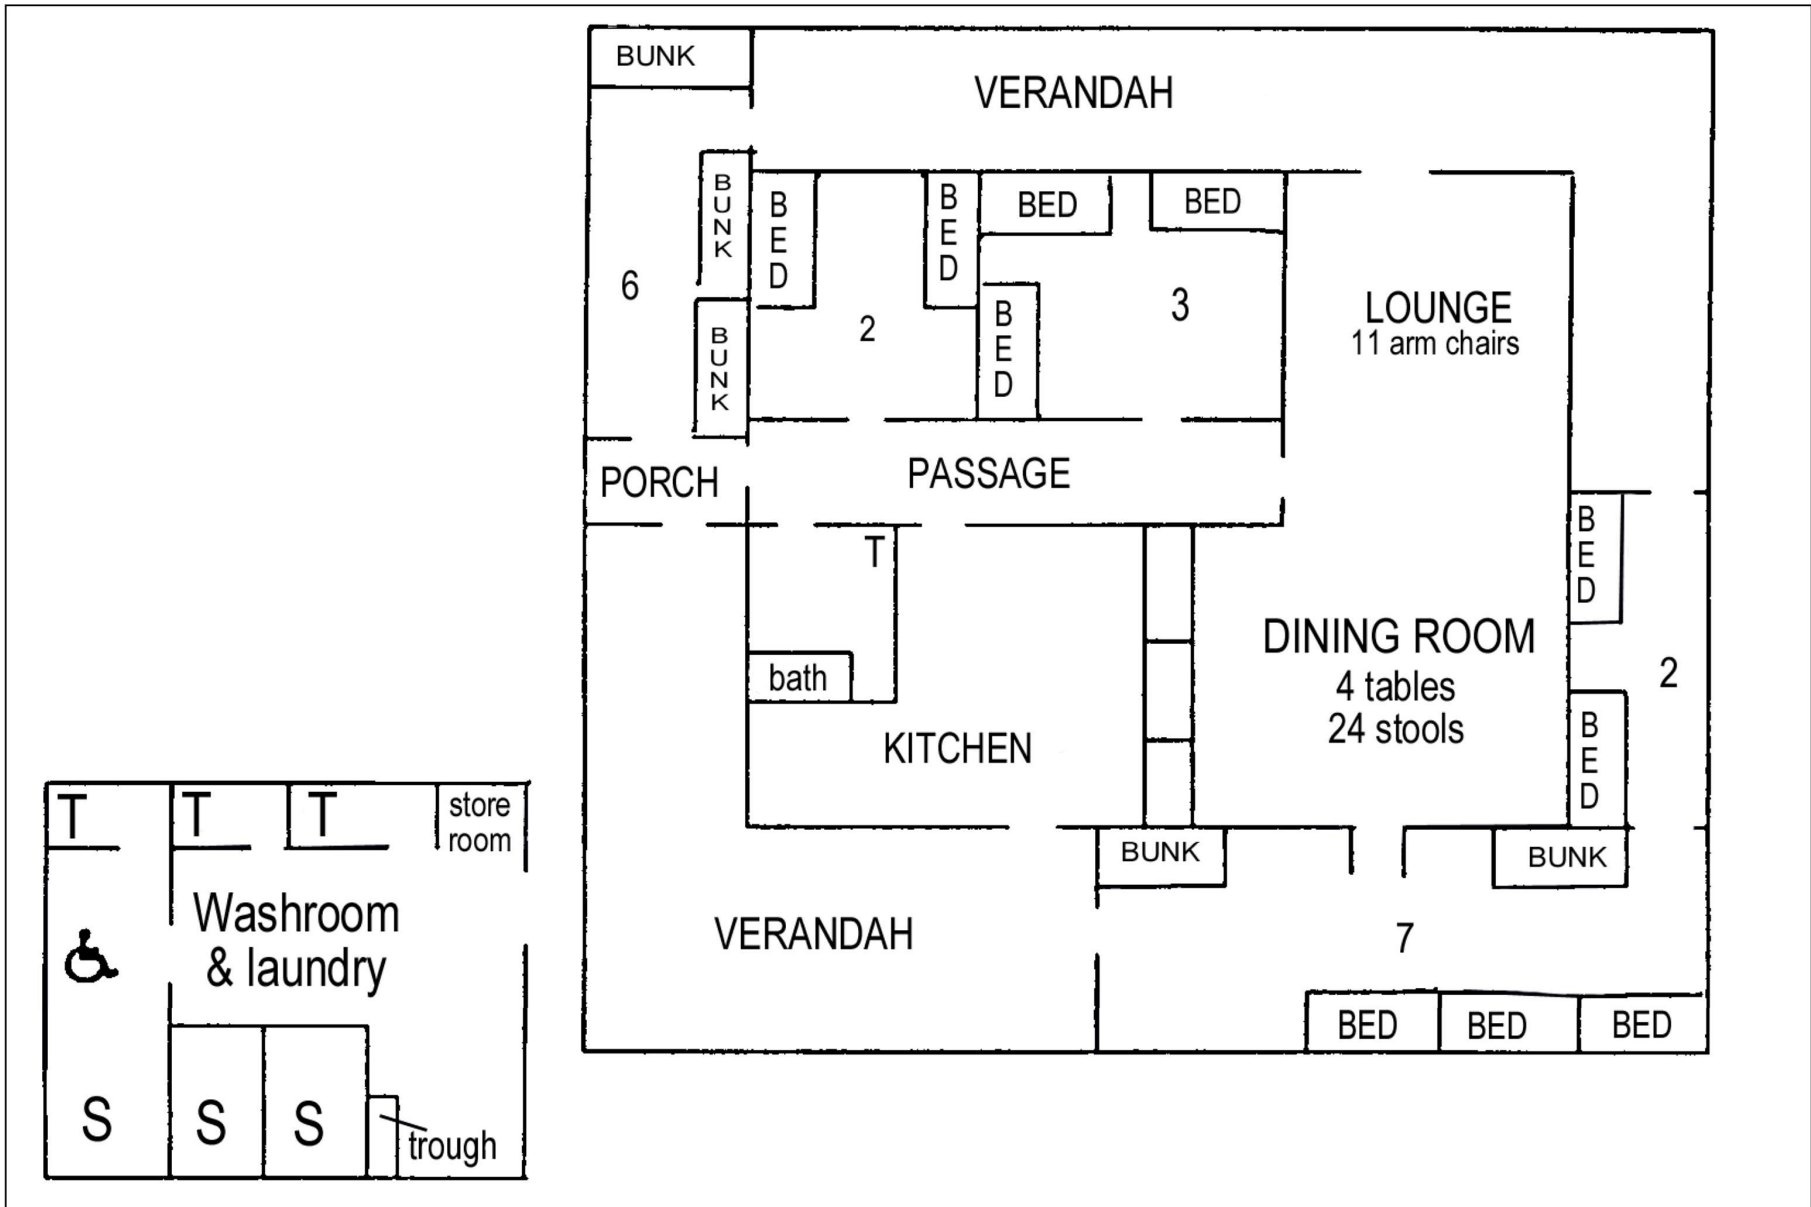 BUNK
VERANDAH
BUNK
BED
BED
BED
BED
6
2
BED
3
LOUNGE
11 arm chairs
BUNK
PORCH
PASSAGE
BED
T
DINING ROOM
4 tables
24 stools
2
bath
KITCHEN
BED
BUNK
BUNK
VERANDAH
7
BED
BED
BED
T
T
T
store
room
Washroom
& laundry
S
S
S
trough